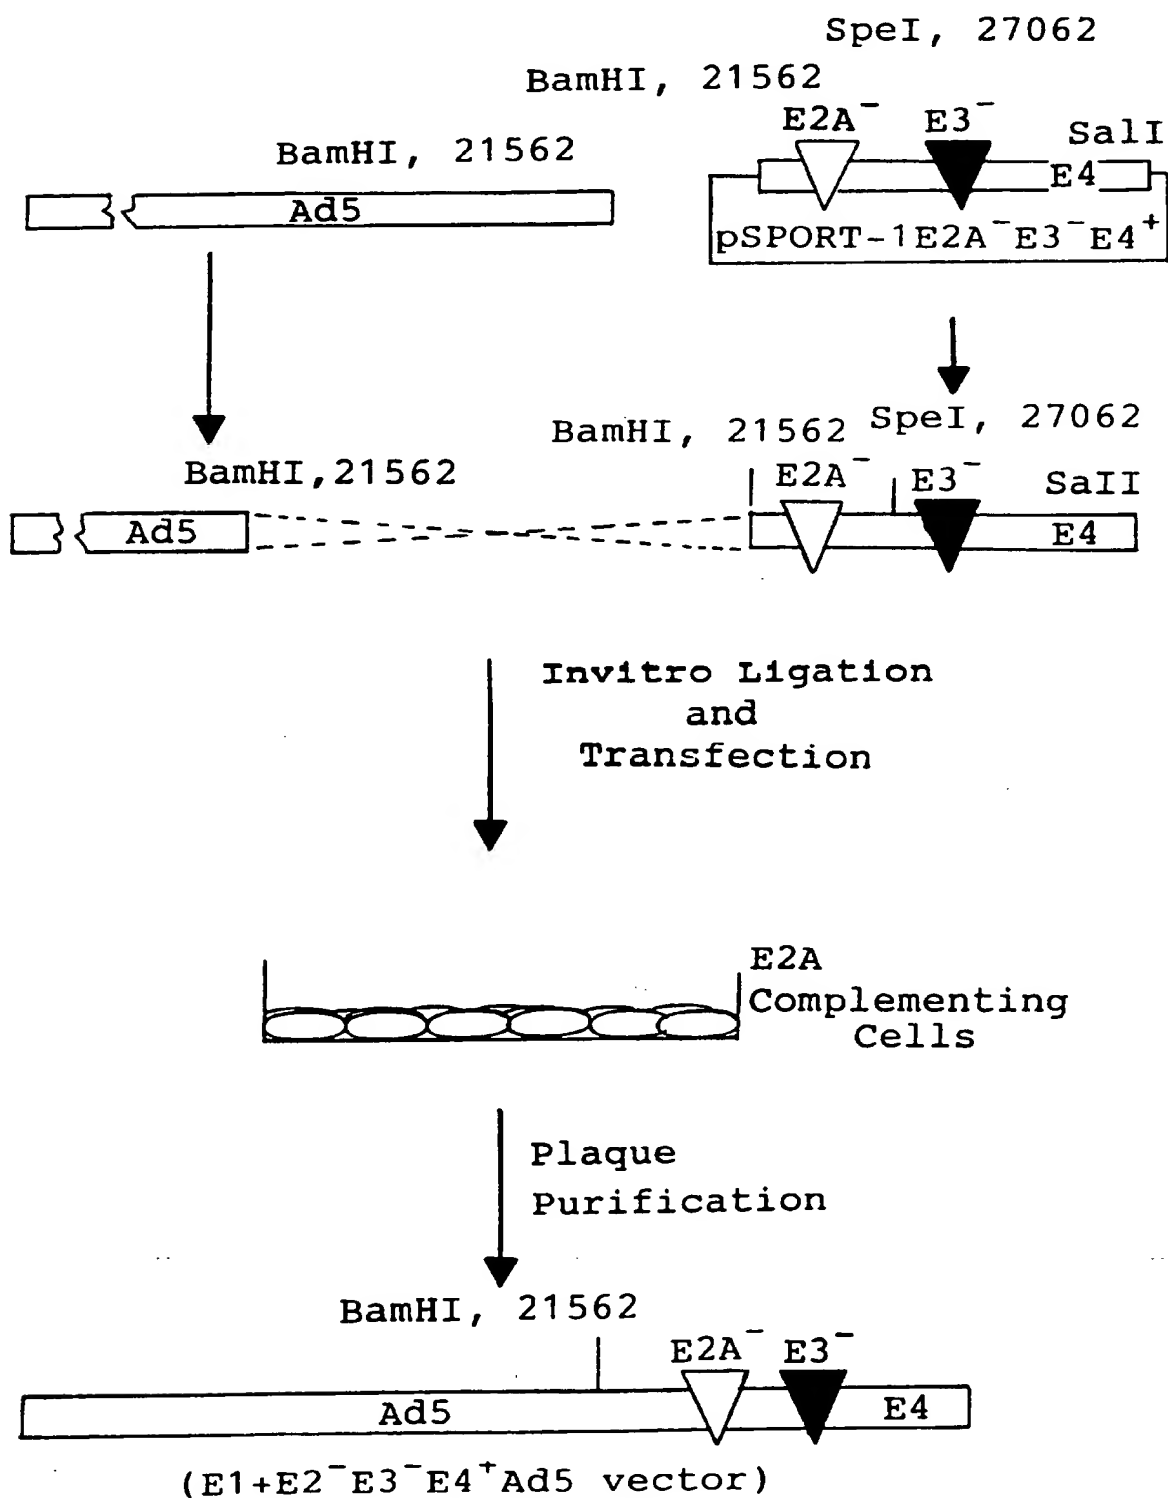 SpeI, 27062
BamHI, 21562
E2A⁻ E3⁻
SalI
BamHI, 21562
Ad5
E4
pSPORT-1E2A⁻E3⁻E4⁺
BamHI, 21562
SpeI, 27062
BamHI,21562
E2A⁻
E3⁻
SaII
Ad5
E4
Invitro Ligation
and
Transfection
E2A
Complementing
Cells
Plaque
Purification
BamHI, 21562
E2A⁻ E3⁻
Ad5
E4
(E1+E2⁻E3⁻E4⁺Ad5 vector)